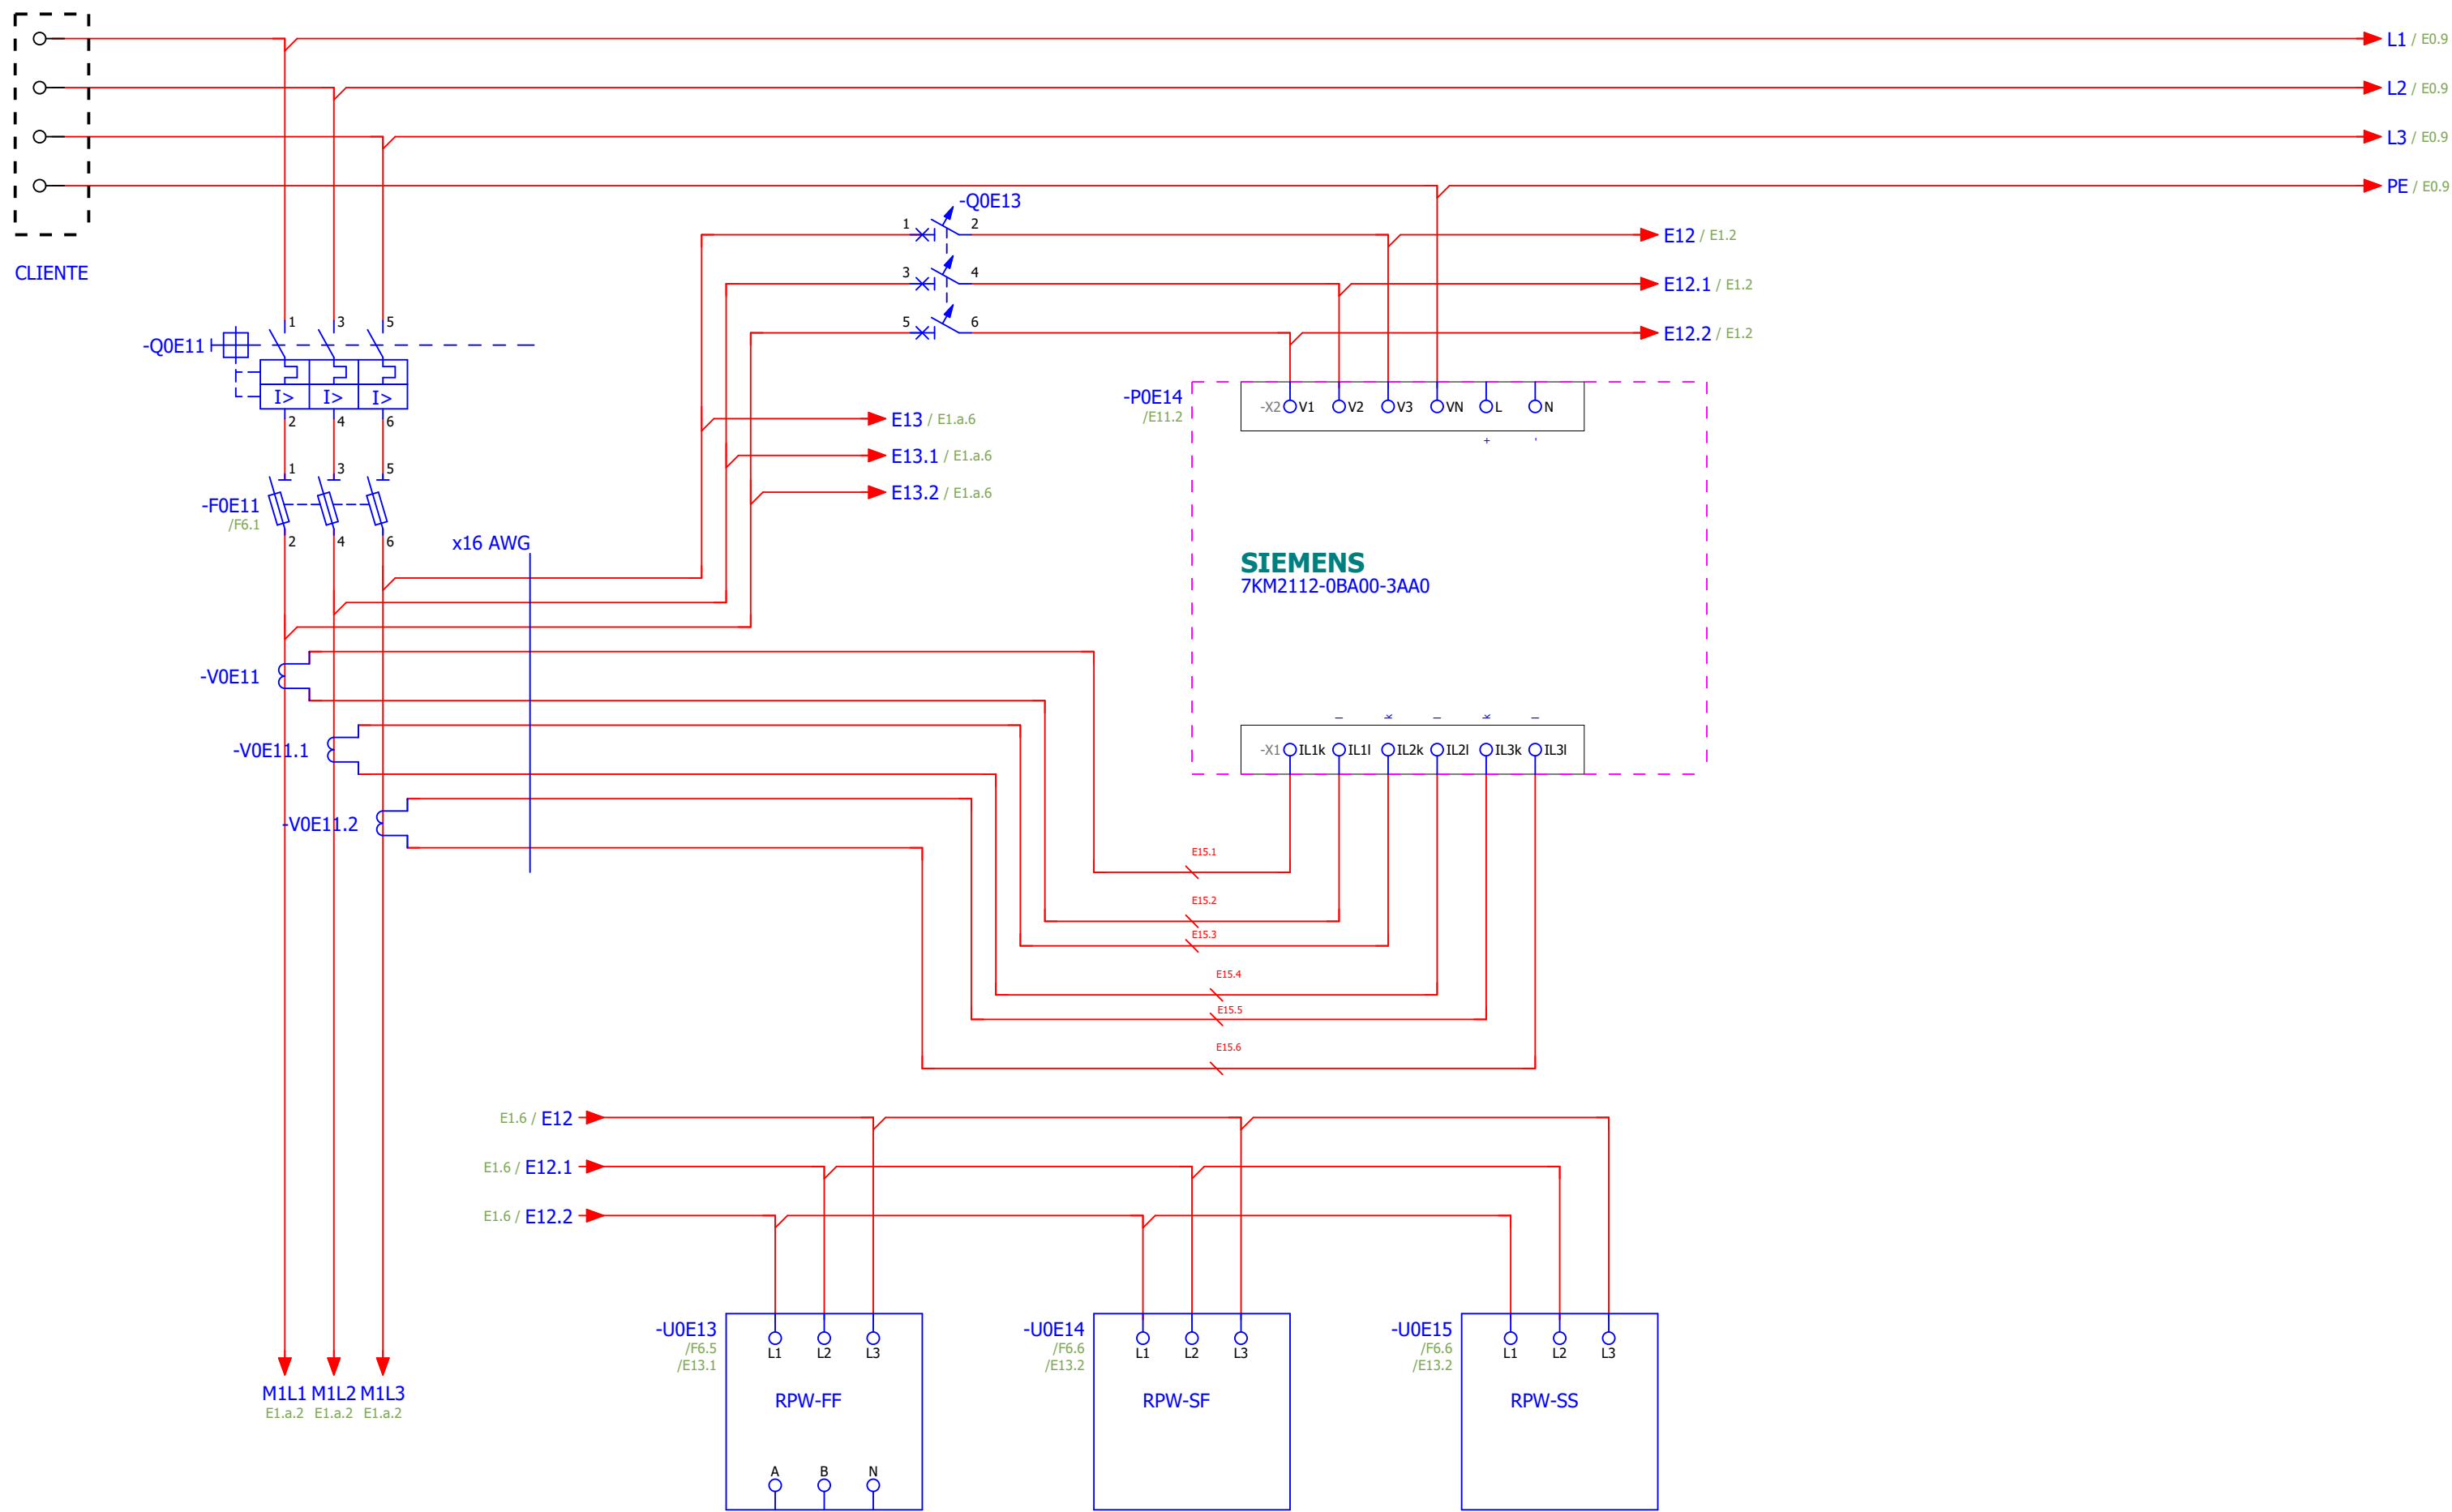 L1 / E0.9
L2 / E0.9
L3 / E0.9
PE / E0.9
CLIENTE
-Q0E13
1 2
3 4
5 6
E12 / E1.2
E12.1 / E1.2
E12.2 / E1.2
-Q0E11
1 3 5
I> I> I>
2 4 6
-P0E14
/E11.2
-X2 V1 V2 V3 VN L N
+ -
E13 / E1.a.6
E13.1 / E1.a.6
E13.2 / E1.a.6
1 3 5
-F0E11
/F6.1
2 4 6
x16 AWG
SIEMENS
7KM2112-0BA00-3AA0
-V0E11
-V0E11.1
-V0E11.2
l k l k l
-X1 IL1k IL1l IL2k IL2l IL3k IL3l
E15.1
E15.2
E15.3
E15.4
E15.5
E15.6
E1.6 / E12
E1.6 / E12.1
E1.6 / E12.2
-U0E13
/F6.5
/E13.1
L1 L2 L3
RPW-FF
A B N
-U0E14
/F6.6
/E13.2
L1 L2 L3
RPW-SF
-U0E15
/F6.6
/E13.2
L1 L2 L3
RPW-SS
M1L1 M1L2 M1L3
E1.a.2 E1.a.2 E1.a.2